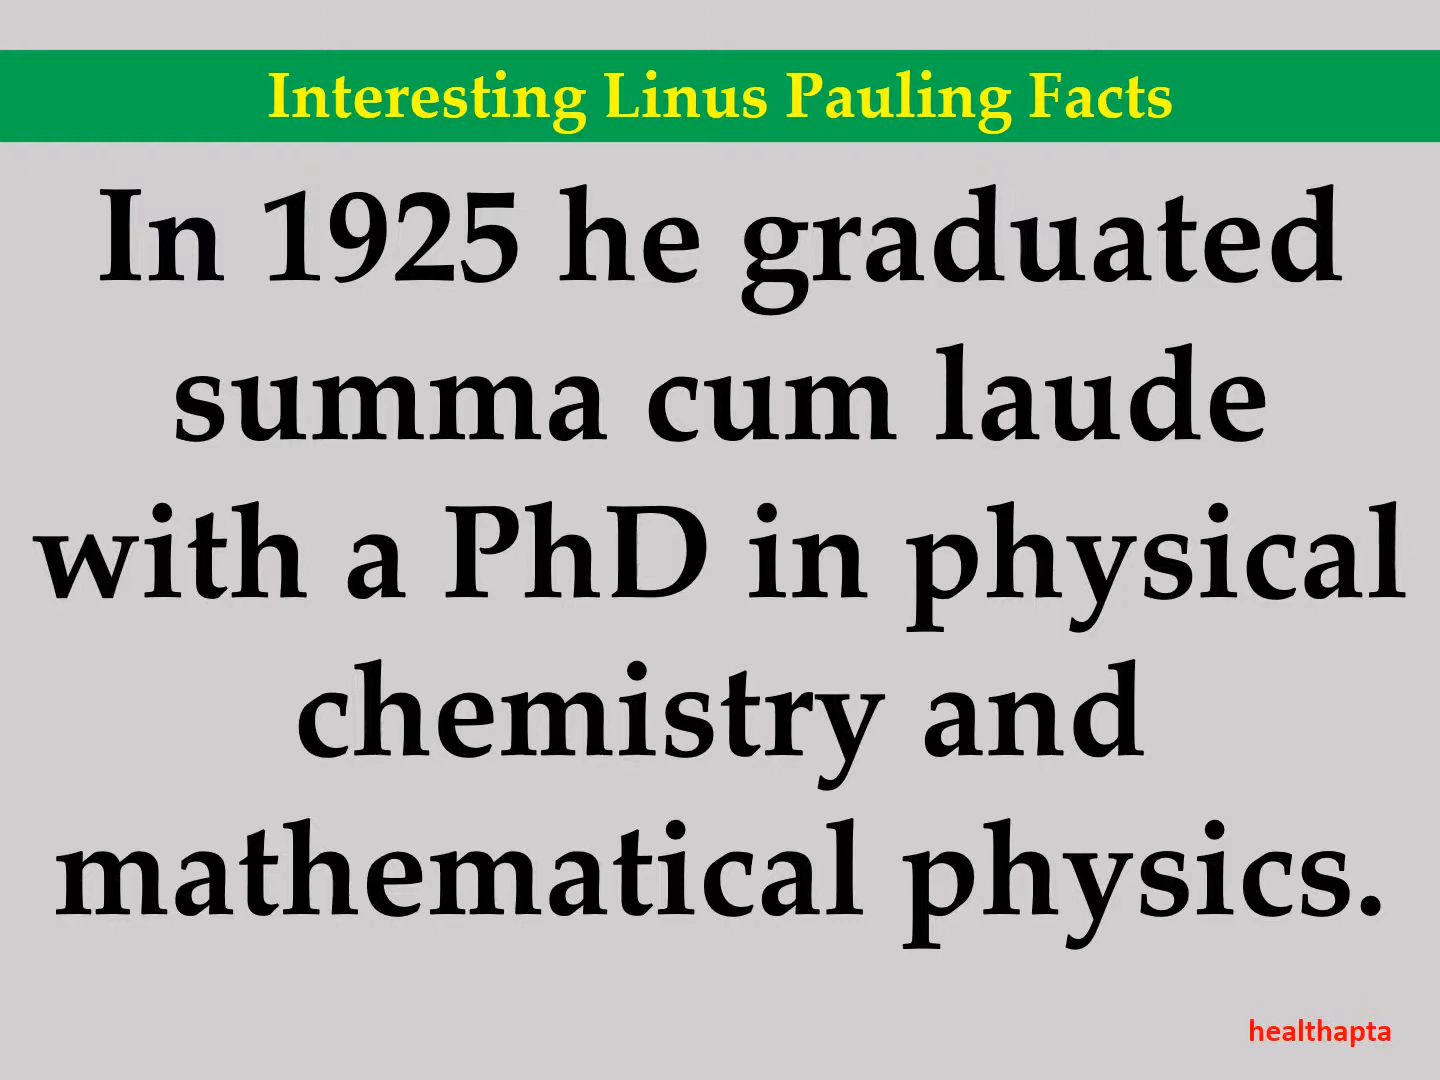 Interesting Linus Pauling Facts
In 1925 he graduated
summa cum laude
with a PhD in physical
chemistry and
mathematical physics.
healthapta